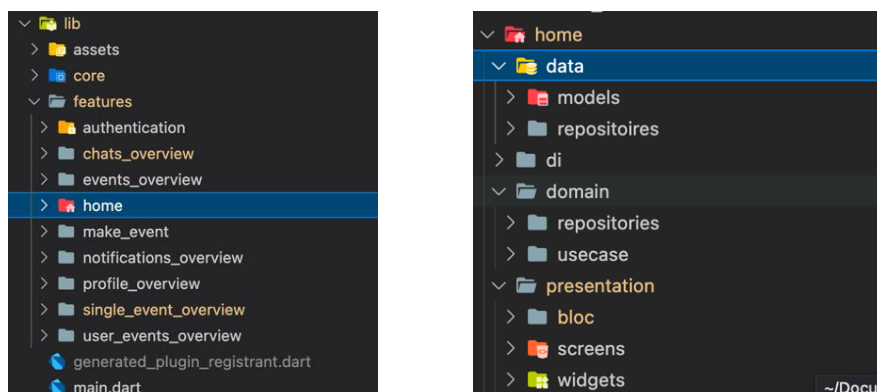 lib
assets
core
features
authentication
chats_overview
events_overview
home
make_event
notifications_overview
profile_overview
single_event_overview
user_events_overview
generated_plugin_registrant.dart
main.dart
home
data
models
repositoires
di
domain
repositories
usecase
presentation
bloc
screens
widgets
~/Docu